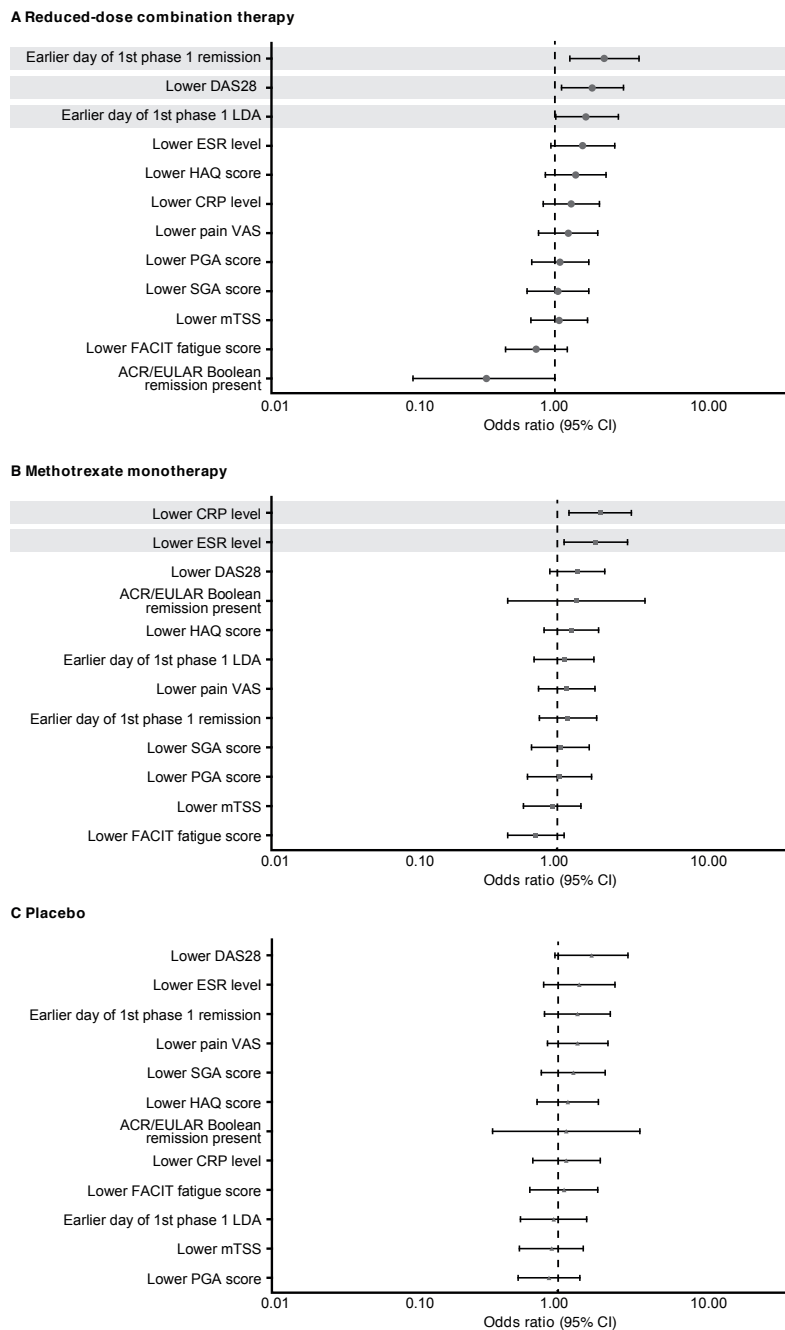 A Reduced-dose combination therapy
Earlier day of 1st phase 1 remission
Lower DAS28
Earlier day of 1st phase 1 LDA
Lower ESR level
Lower HAQ score
Lower CRP level
Lower pain VAS
Lower PGA score
Lower SGA score
Lower mTSS
Lower FACIT fatigue score
ACR/EULAR Boolean
remission present
0.01 0.10 1.00 10.00
Odds ratio (95% CI)
B Methotrexate monotherapy
Lower CRP level
Lower ESR level
Lower DAS28
ACR/EULAR Boolean
remission present
Lower HAQ score
Earlier day of 1st phase 1 LDA
Lower pain VAS
Earlier day of 1st phase 1 remission
Lower SGA score
Lower PGA score
Lower mTSS
Lower FACIT fatigue score
0.01 0.10 1.00 10.00
Odds ratio (95% CI)
C Placebo
Lower DAS28
Lower ESR level
Earlier day of 1st phase 1 remission
Lower pain VAS
Lower SGA score
Lower HAQ score
ACR/EULAR Boolean
remission present
Lower CRP level
Lower FACIT fatigue score
Earlier day of 1st phase 1 LDA
Lower mTSS
Lower PGA score
0.01 0.10 1.00 10.00
Odds ratio (95% CI)